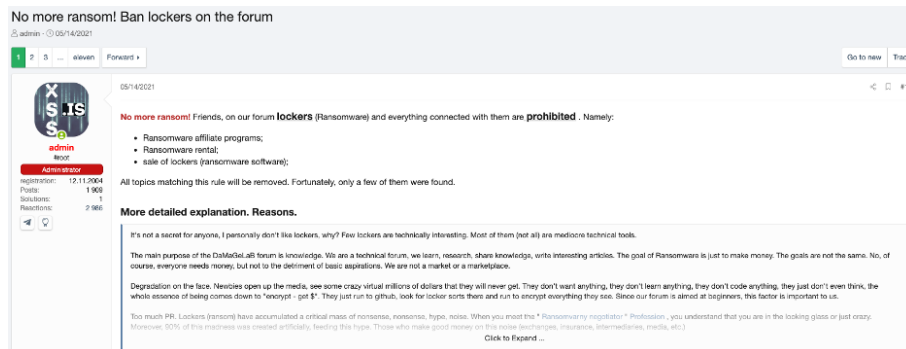 No more ransom! Ban lockers on the forum
admin · 05/14/2021
1 2 3 ... eleven Forward
Go to new Trac
05/14/2021
XSS.IS
admin
#root
Administrator
registration: 12.11.2004
Posts: 1 909
Solutions: 1
Reactions: 2 986
No more ransom! Friends, on our forum lockers (Ransomware) and everything connected with them are prohibited . Namely:
• Ransomware affiliate programs;
• Ransomware rental;
• sale of lockers (ransomware software);
All topics matching this rule will be removed. Fortunately, only a few of them were found.
More detailed explanation. Reasons.
It's not a secret for anyone, I personally don't like lockers, why? Few lockers are technically interesting. Most of them (not all) are mediocre technical tools.
The main purpose of the DaMaGeLaB forum is knowledge. We are a technical forum, we learn, research, share knowledge, write interesting articles. The goal of Ransomware is just to make money. The goals are not the same. No, of
course, everyone needs money, but not to the detriment of basic aspirations. We are not a market or a marketplace.
Degradation on the face. Newbies open up the media, see some crazy virtual millions of dollars that they will never get. They don't want anything, they don't learn anything, they don't code anything, they just don't even think, the
whole essence of being comes down to "encrypt - get $". They just run to github, look for locker sorts there and run to encrypt everything they see. Since our forum is aimed at beginners, this factor is important to us.
Too much PR. Lockers (ransom) have accumulated a critical mass of nonsense, nonsense, hype, noise. When you meet the " Ransomwarny negotiator " Profession , you understand that you are in the looking glass or just crazy.
Moreover, 90% of this madness was created artificially, feeding this hype. Those who make good money on this noise (exchanges, insurance, intermediaries, media, etc.)
Click to Expand ...